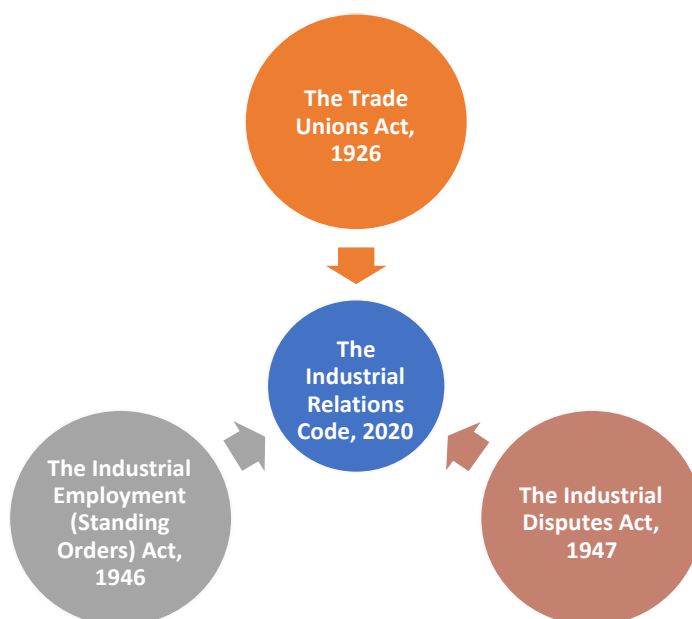 The Trade
Unions Act,
1926
The
Industrial
Relations
Code, 2020
The Industrial
Employment
(Standing
Orders) Act,
1946
The Industrial
Disputes Act,
1947